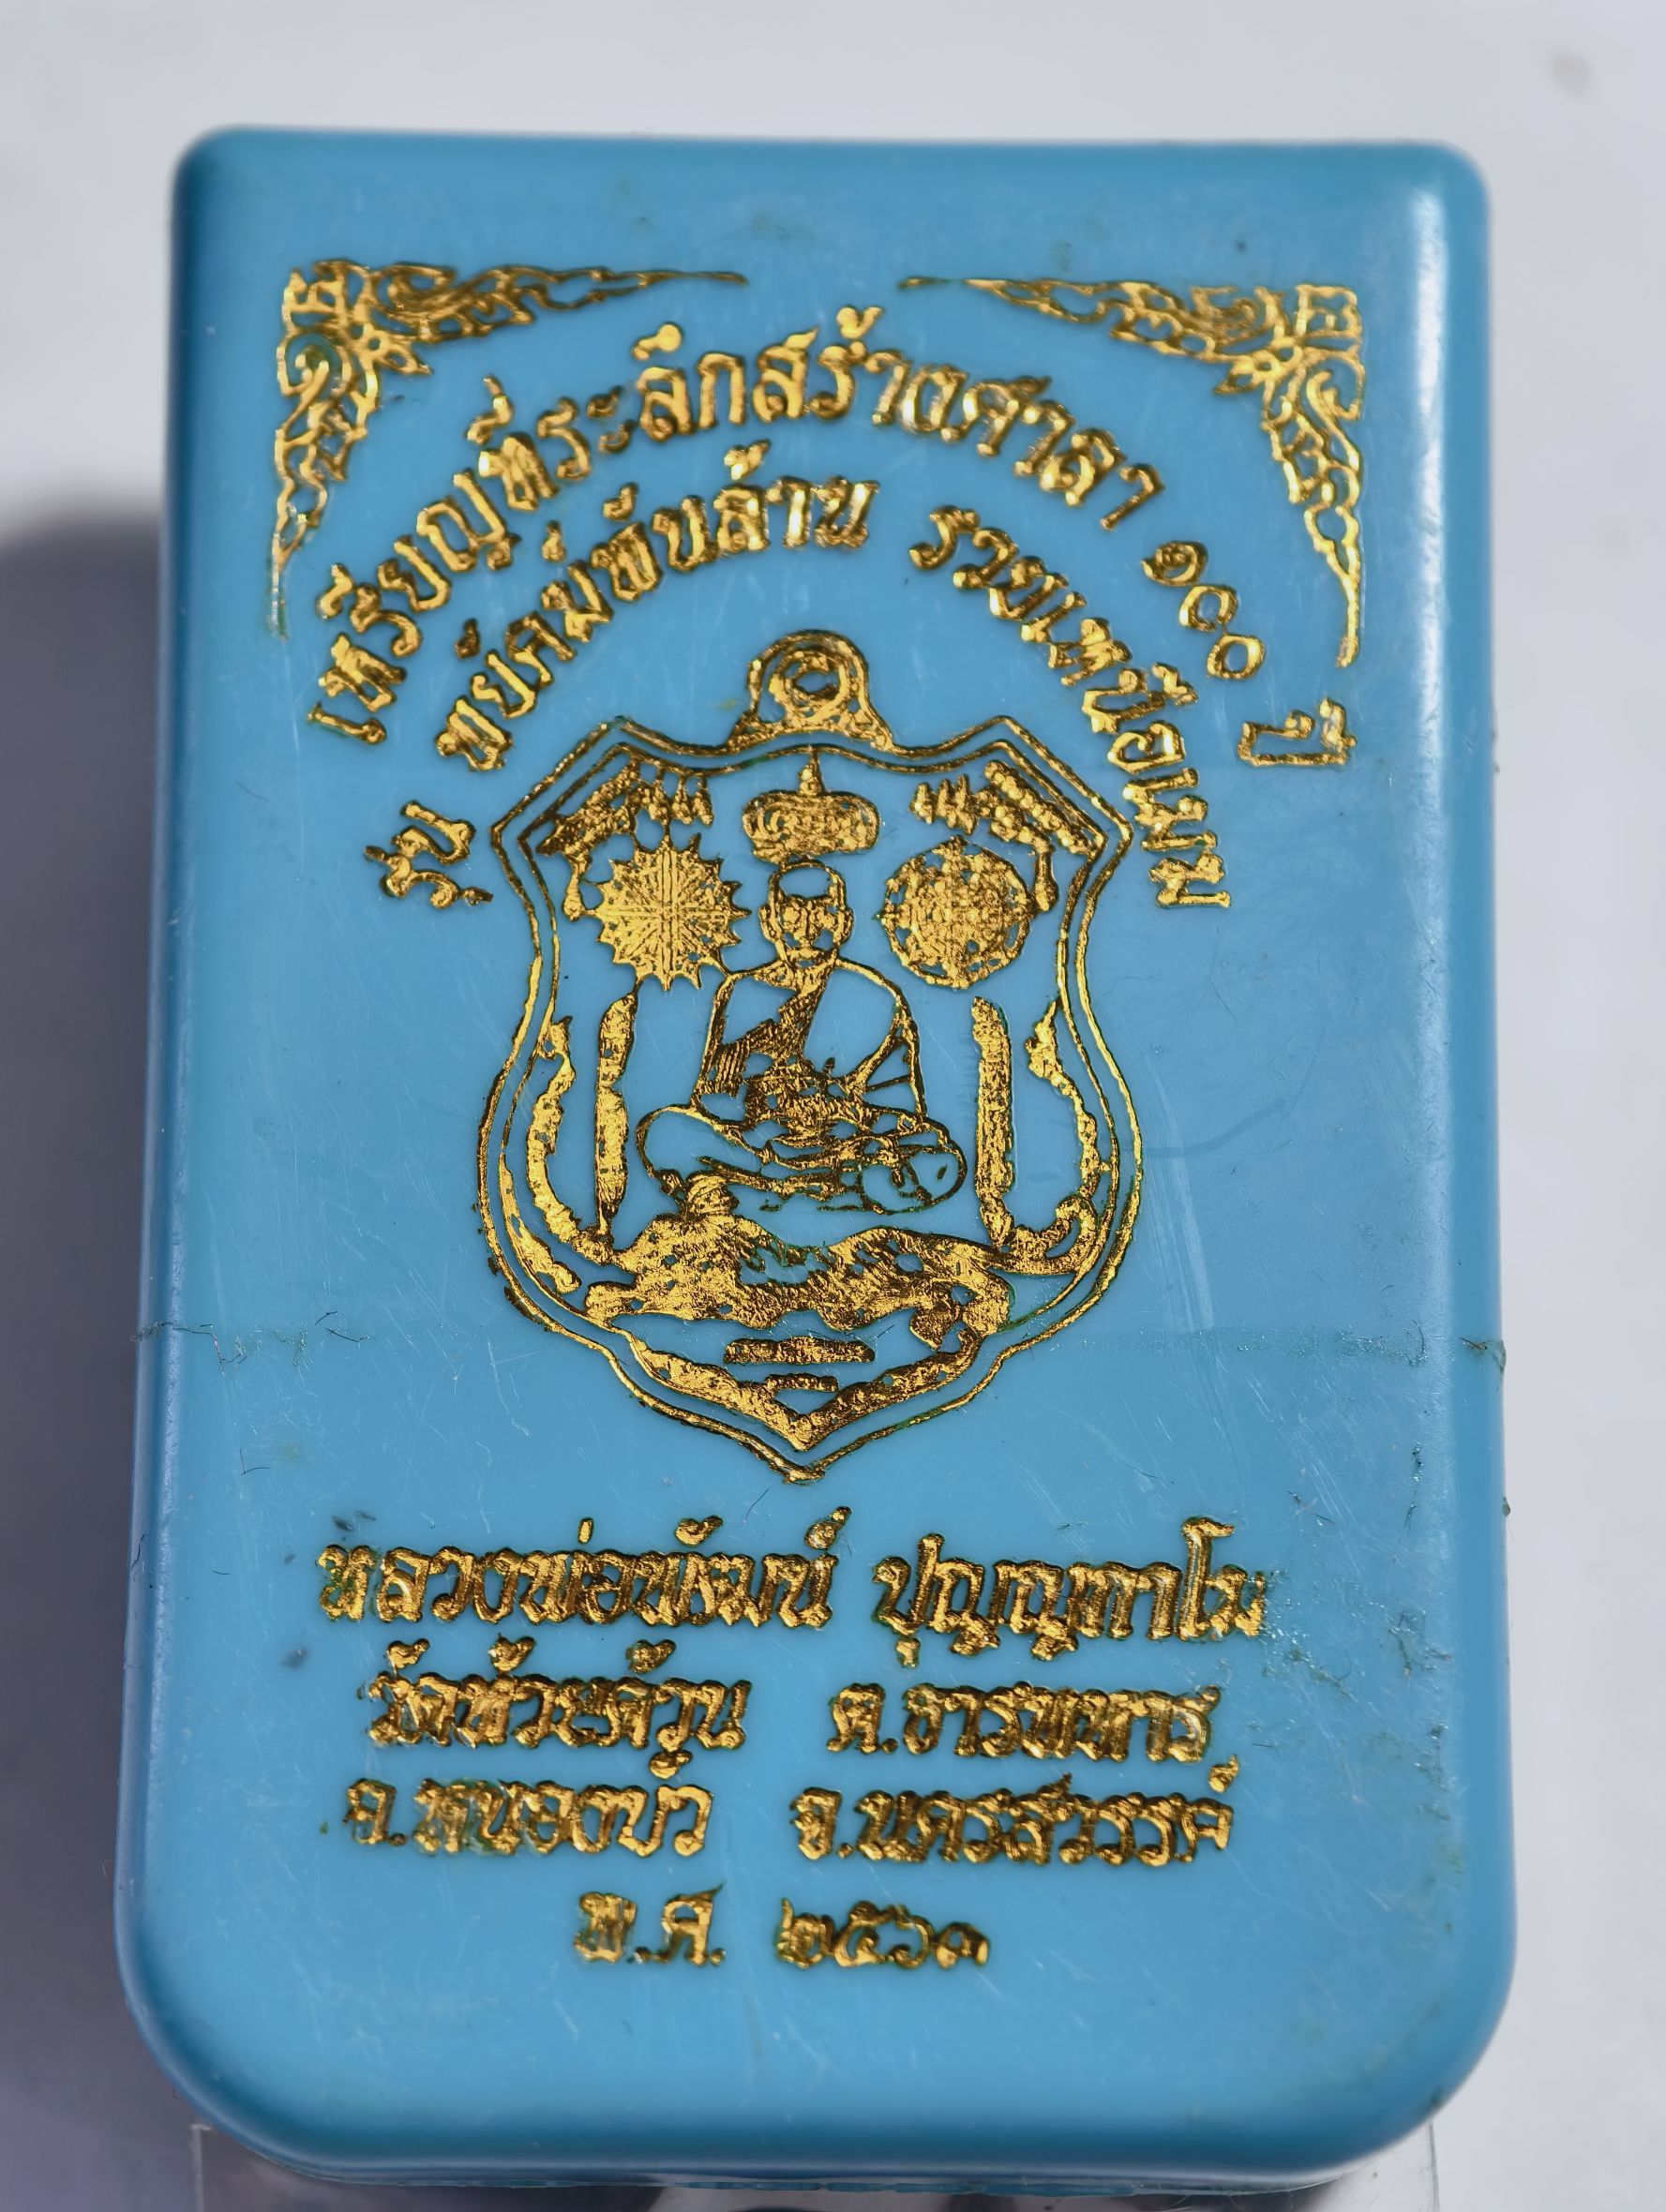 เหรียญที่ระลึกสร้างศาลา ๑๐๐ ปี
รุ่น พยัคฆ์พันล้าน รวยเหนือเมฆ
หลวงพ่อพัฒน์ ปุญญกาโม
วัดห้วยด้วน ต.ธารทหาร
อ.หนองบัว จ.นครสวรรค์
พ.ศ. ๒๕๖๓